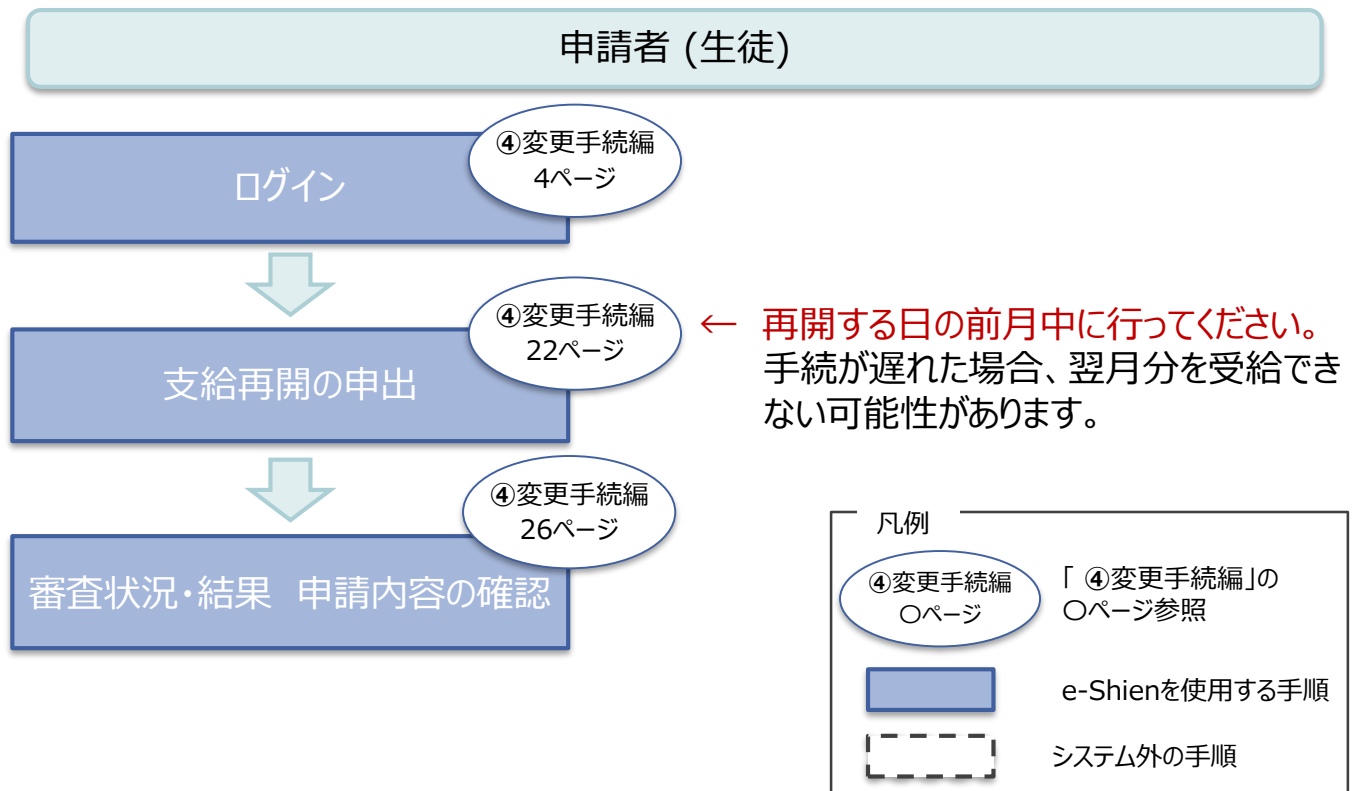 申請者 (生徒)
④変更手続編
4ページ
ログイン
④変更手続編
22ページ
支給再開の申出
← 再開する日の前月中に行ってください。
手続が遅れた場合、翌月分を受給でき
ない可能性があります。
④変更手続編
26ページ
審査状況・結果 申請内容の確認
凡例
④変更手続編
〇ページ
「 ④変更手続編」の
〇ページ参照
e-Shienを使用する手順
システム外の手順